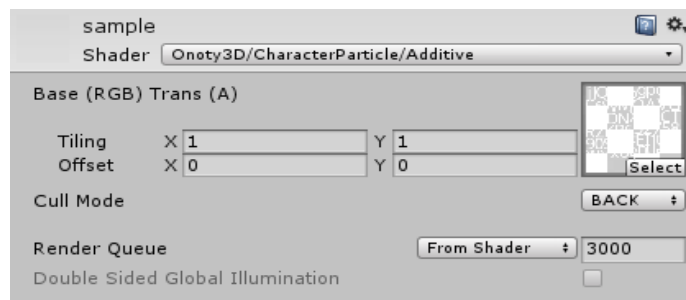 sample
Shader Onoty3D/CharacterParticle/Additive
Base (RGB) Trans (A)
Tiling X 1 Y 1
Offset X 0 Y 0
Select
Cull Mode BACK
Render Queue From Shader 3000
Double Sided Global Illumination